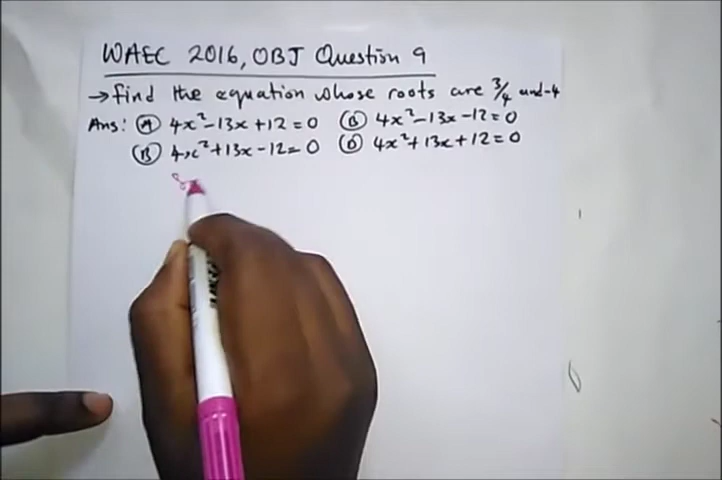 WAEC 2016, OBJ Question 9
→ find the equation whose roots are 3/4 and -4
Ans: (A) 4x² - 13x + 12 = 0 (B) 4x² - 13x - 12 = 0
(B) 4x² + 13x - 12 = 0 (D) 4x² + 13x + 12 = 0